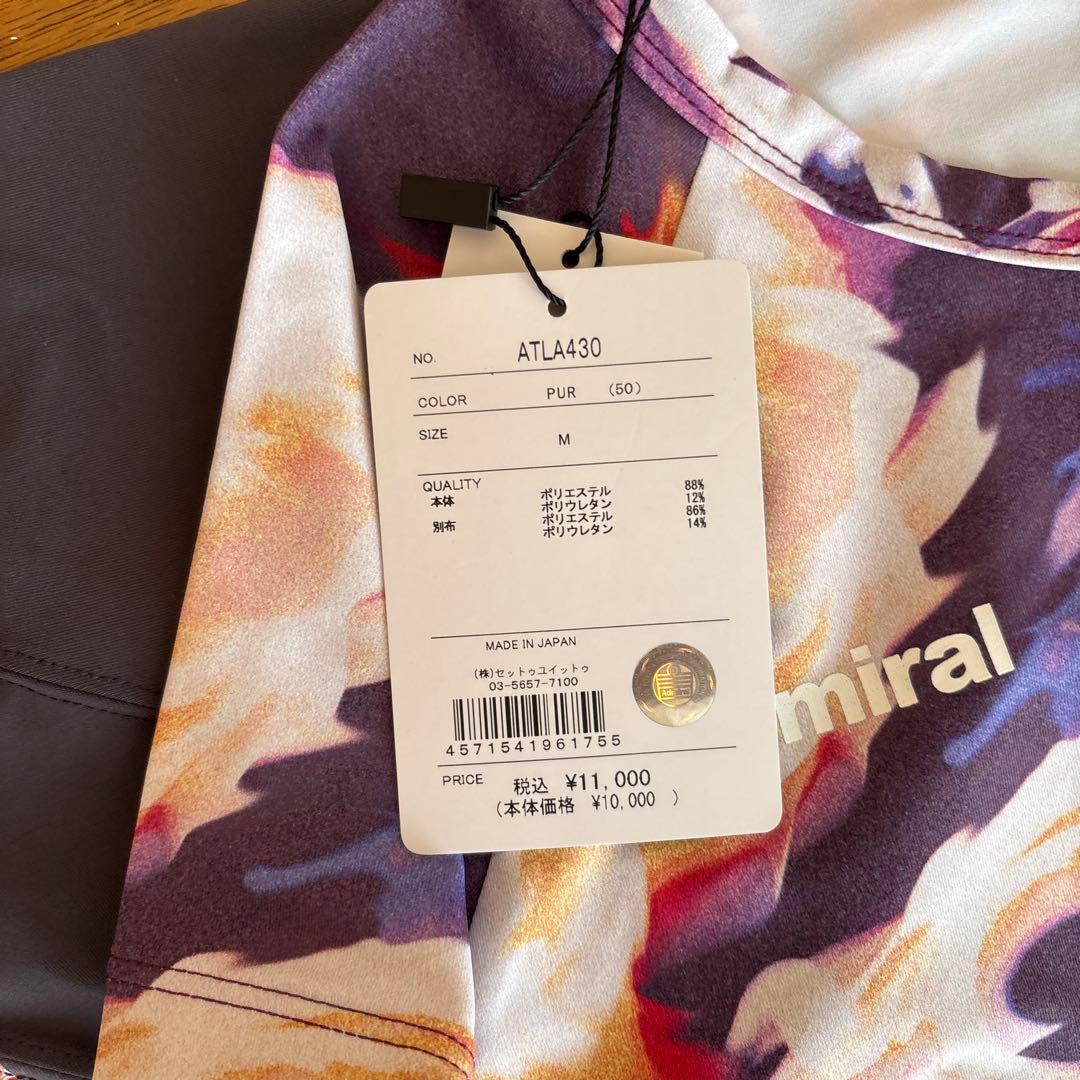 NO. ATLA430
COLOR PUR (50)
SIZE M
QUALITY
本体 ポリエステル 88%
ポリウレタン 12%
別布 ポリエステル 86%
ポリウレタン 14%
MADE IN JAPAN
(株)セットゥユイットゥ
03-5657-7100
4571541961755
PRICE 税込 ¥11,000
(本体価格 ¥10,000 )
Admiral
miral